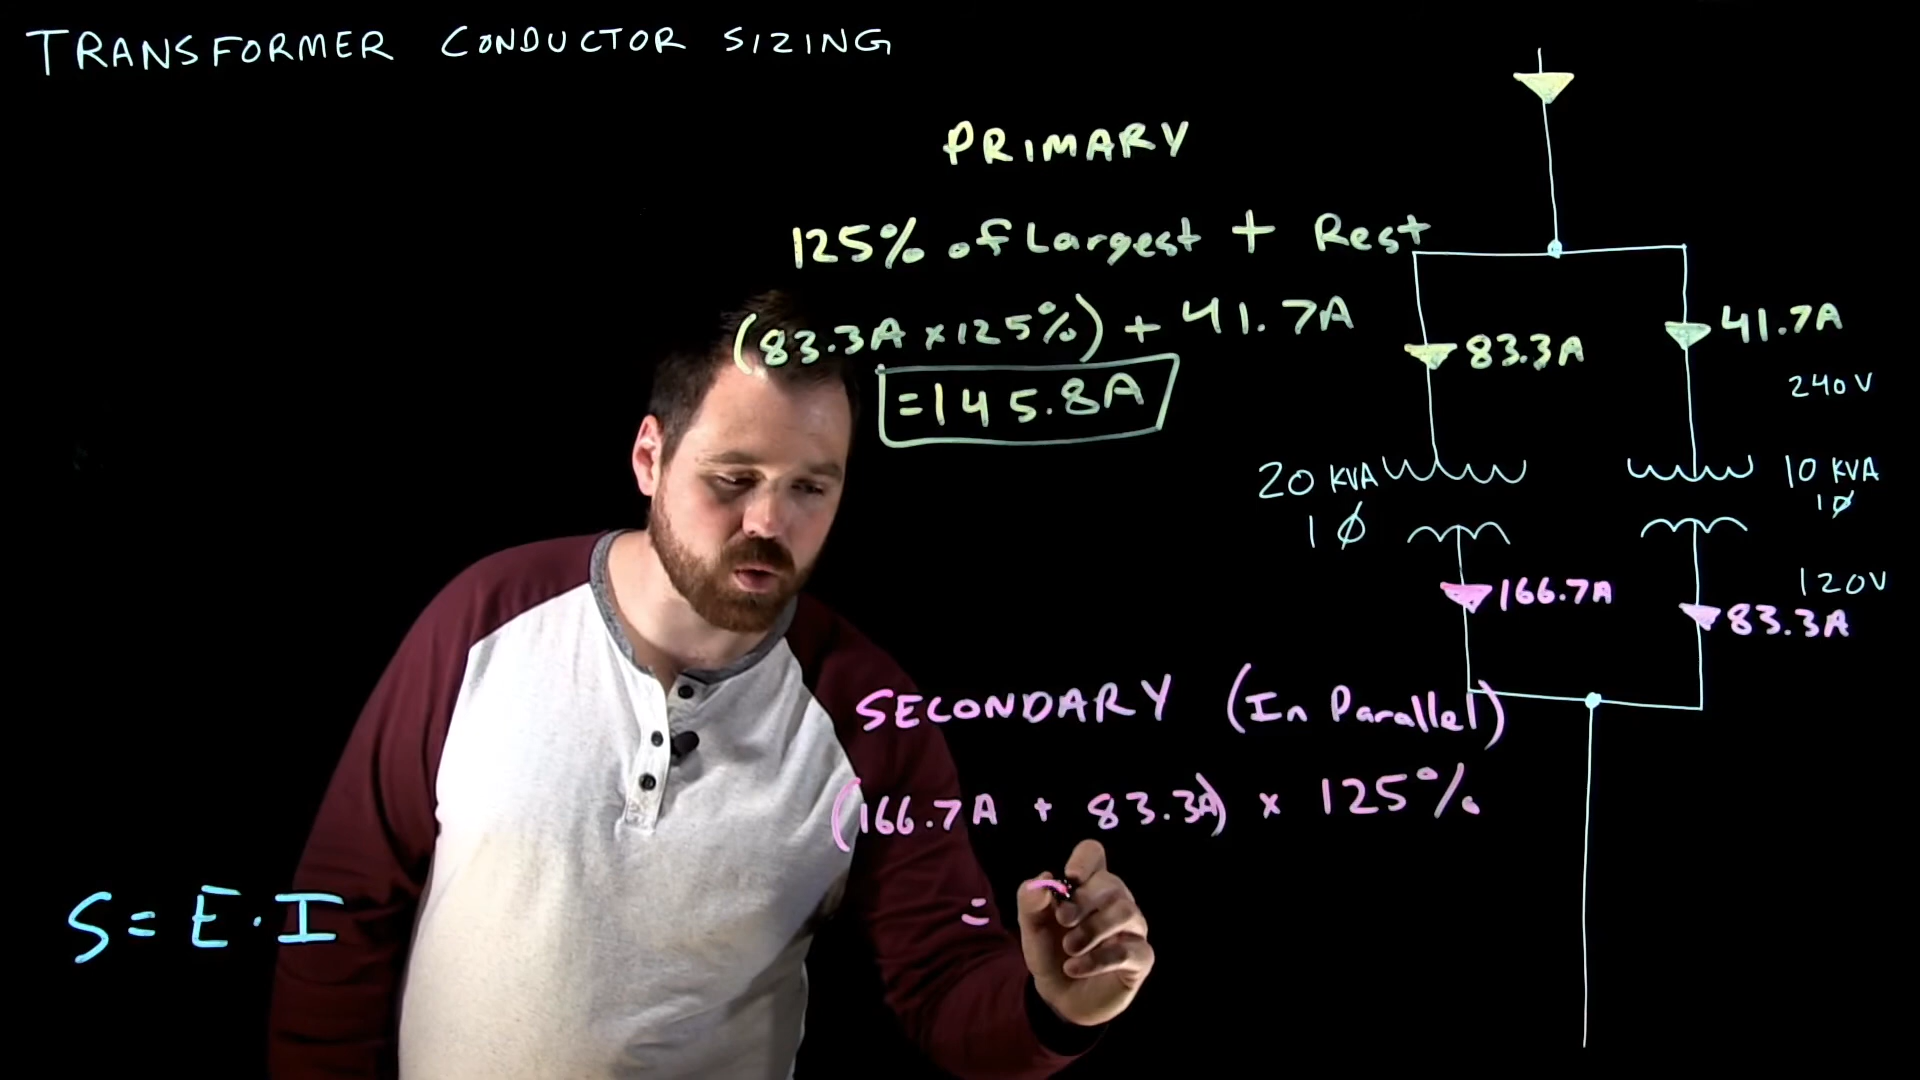 TRANSFORMER CONDUCTOR SIZING
PRIMARY
125% of Largest + Rest
(83.3A x 125%) + 41.7A
=145.8A
83.3A
41.7A
240V
20 KVA
1Ø
10 KVA
1Ø
166.7A
120V
83.3A
SECONDARY (In Parallel)
(166.7A + 83.3A) x 125%
=
S = E · I